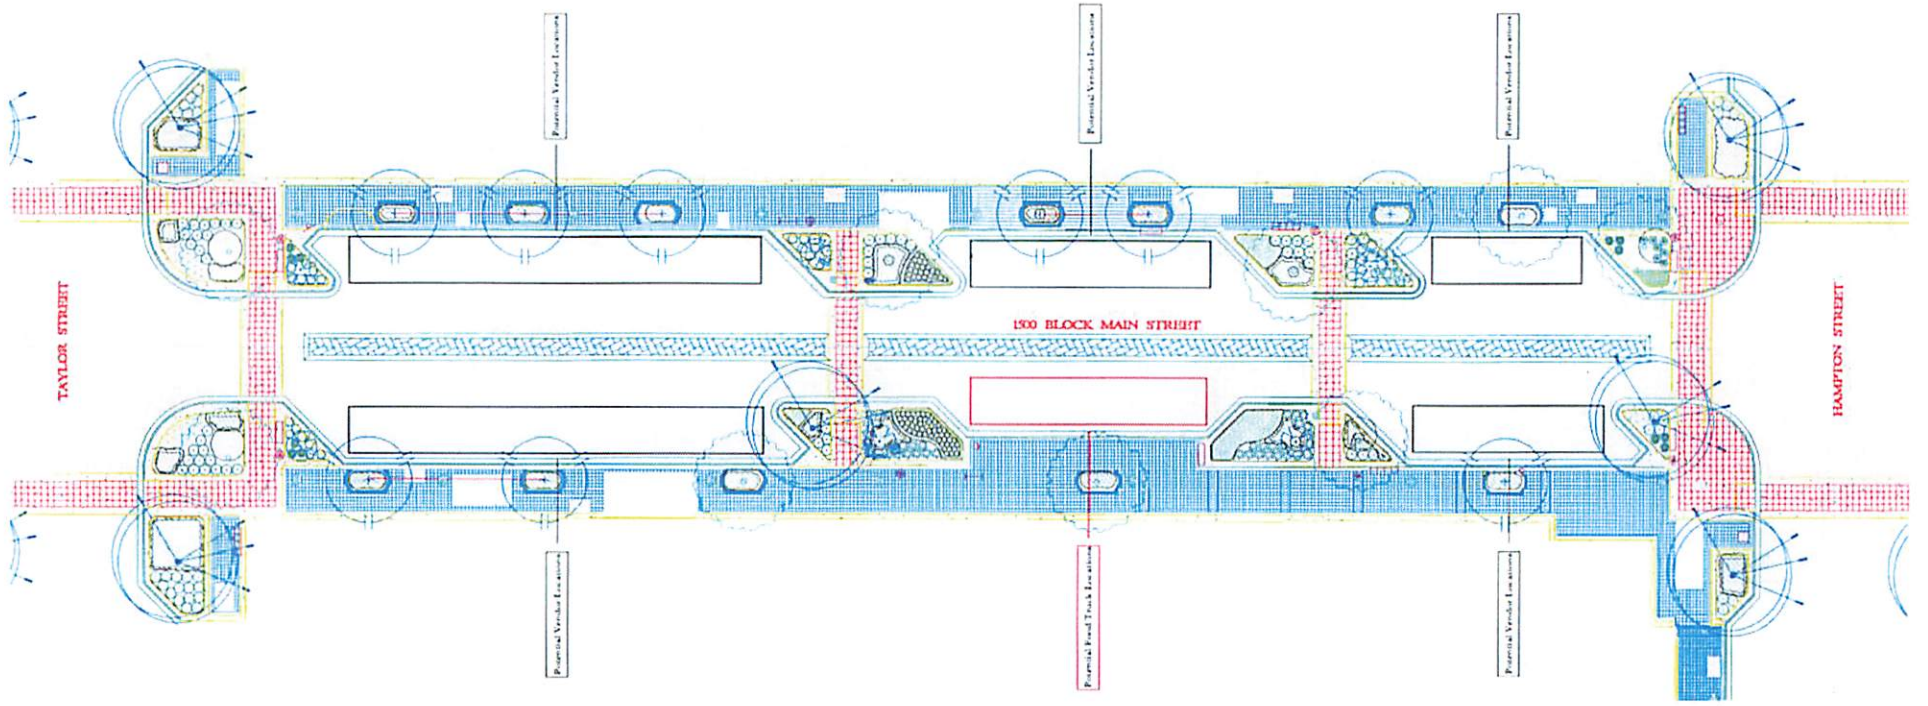 Potential Vendor Locations
Potential Vendor Locations
Potential Vendor Locations
TAYLOR STREET
1500 BLOCK MAIN STREET
HAMPTON STREET
Potential Vendor Locations
Potential Food Truck Locations
Potential Vendor Locations